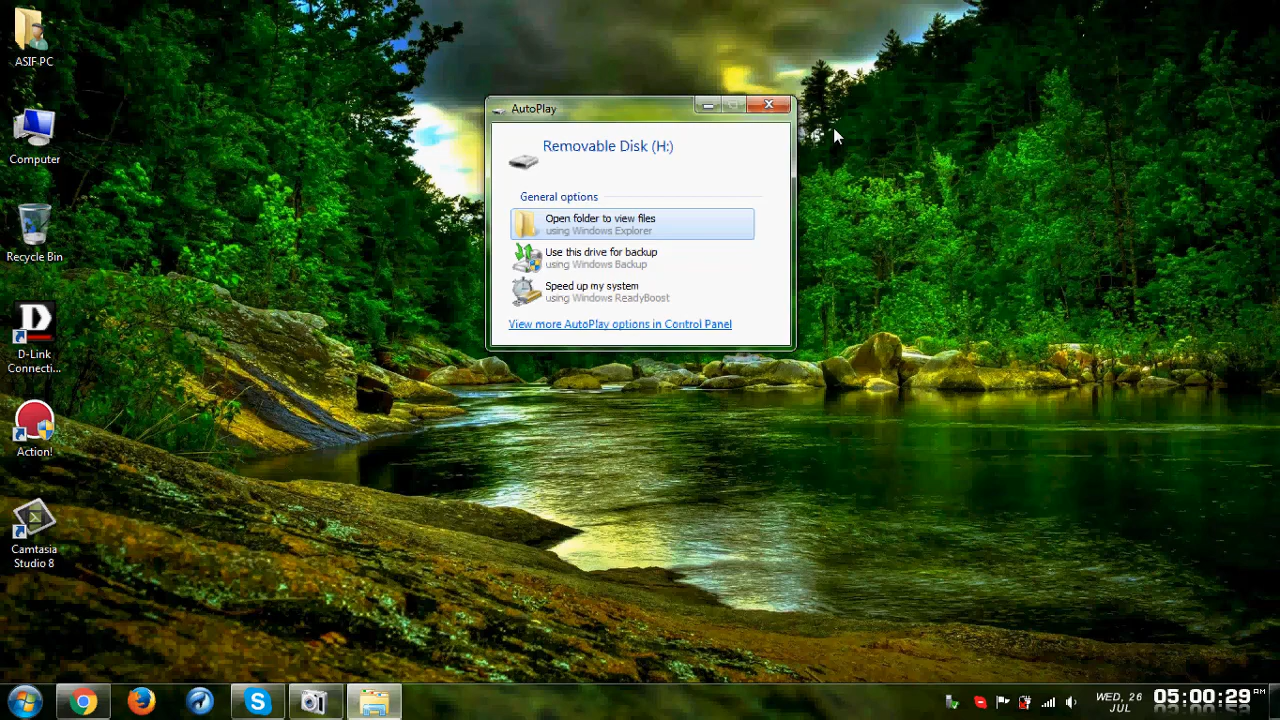 ASIF-PC
Computer
Recycle Bin
D
D-Link
Connecti...
Action!
Camtasia
Studio 8
AutoPlay
Removable Disk (H:)
General options
Open folder to view files
using Windows Explorer
Use this drive for backup
using Windows Backup
Speed up my system
using Windows ReadyBoost
View more AutoPlay options in Control Panel
WED, 26
JUL
05:00:29 AM